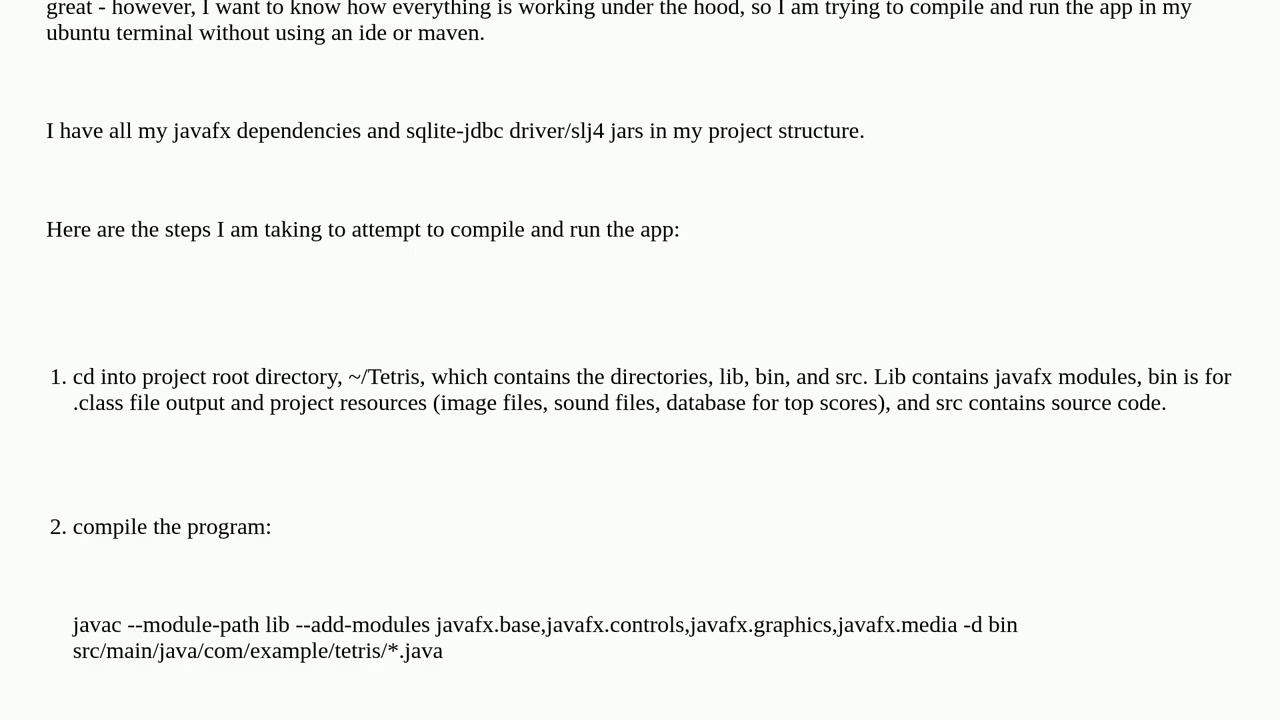 great - however, I want to know how everything is working under the hood, so I am trying to compile and run the app in my
ubuntu terminal without using an ide or maven.
I have all my javafx dependencies and sqlite-jdbc driver/slj4 jars in my project structure.
Here are the steps I am taking to attempt to compile and run the app:
1. cd into project root directory, ~/Tetris, which contains the directories, lib, bin, and src. Lib contains javafx modules, bin is for
.class file output and project resources (image files, sound files, database for top scores), and src contains source code.
2. compile the program:
javac --module-path lib --add-modules javafx.base,javafx.controls,javafx.graphics,javafx.media -d bin
src/main/java/com/example/tetris/*.java